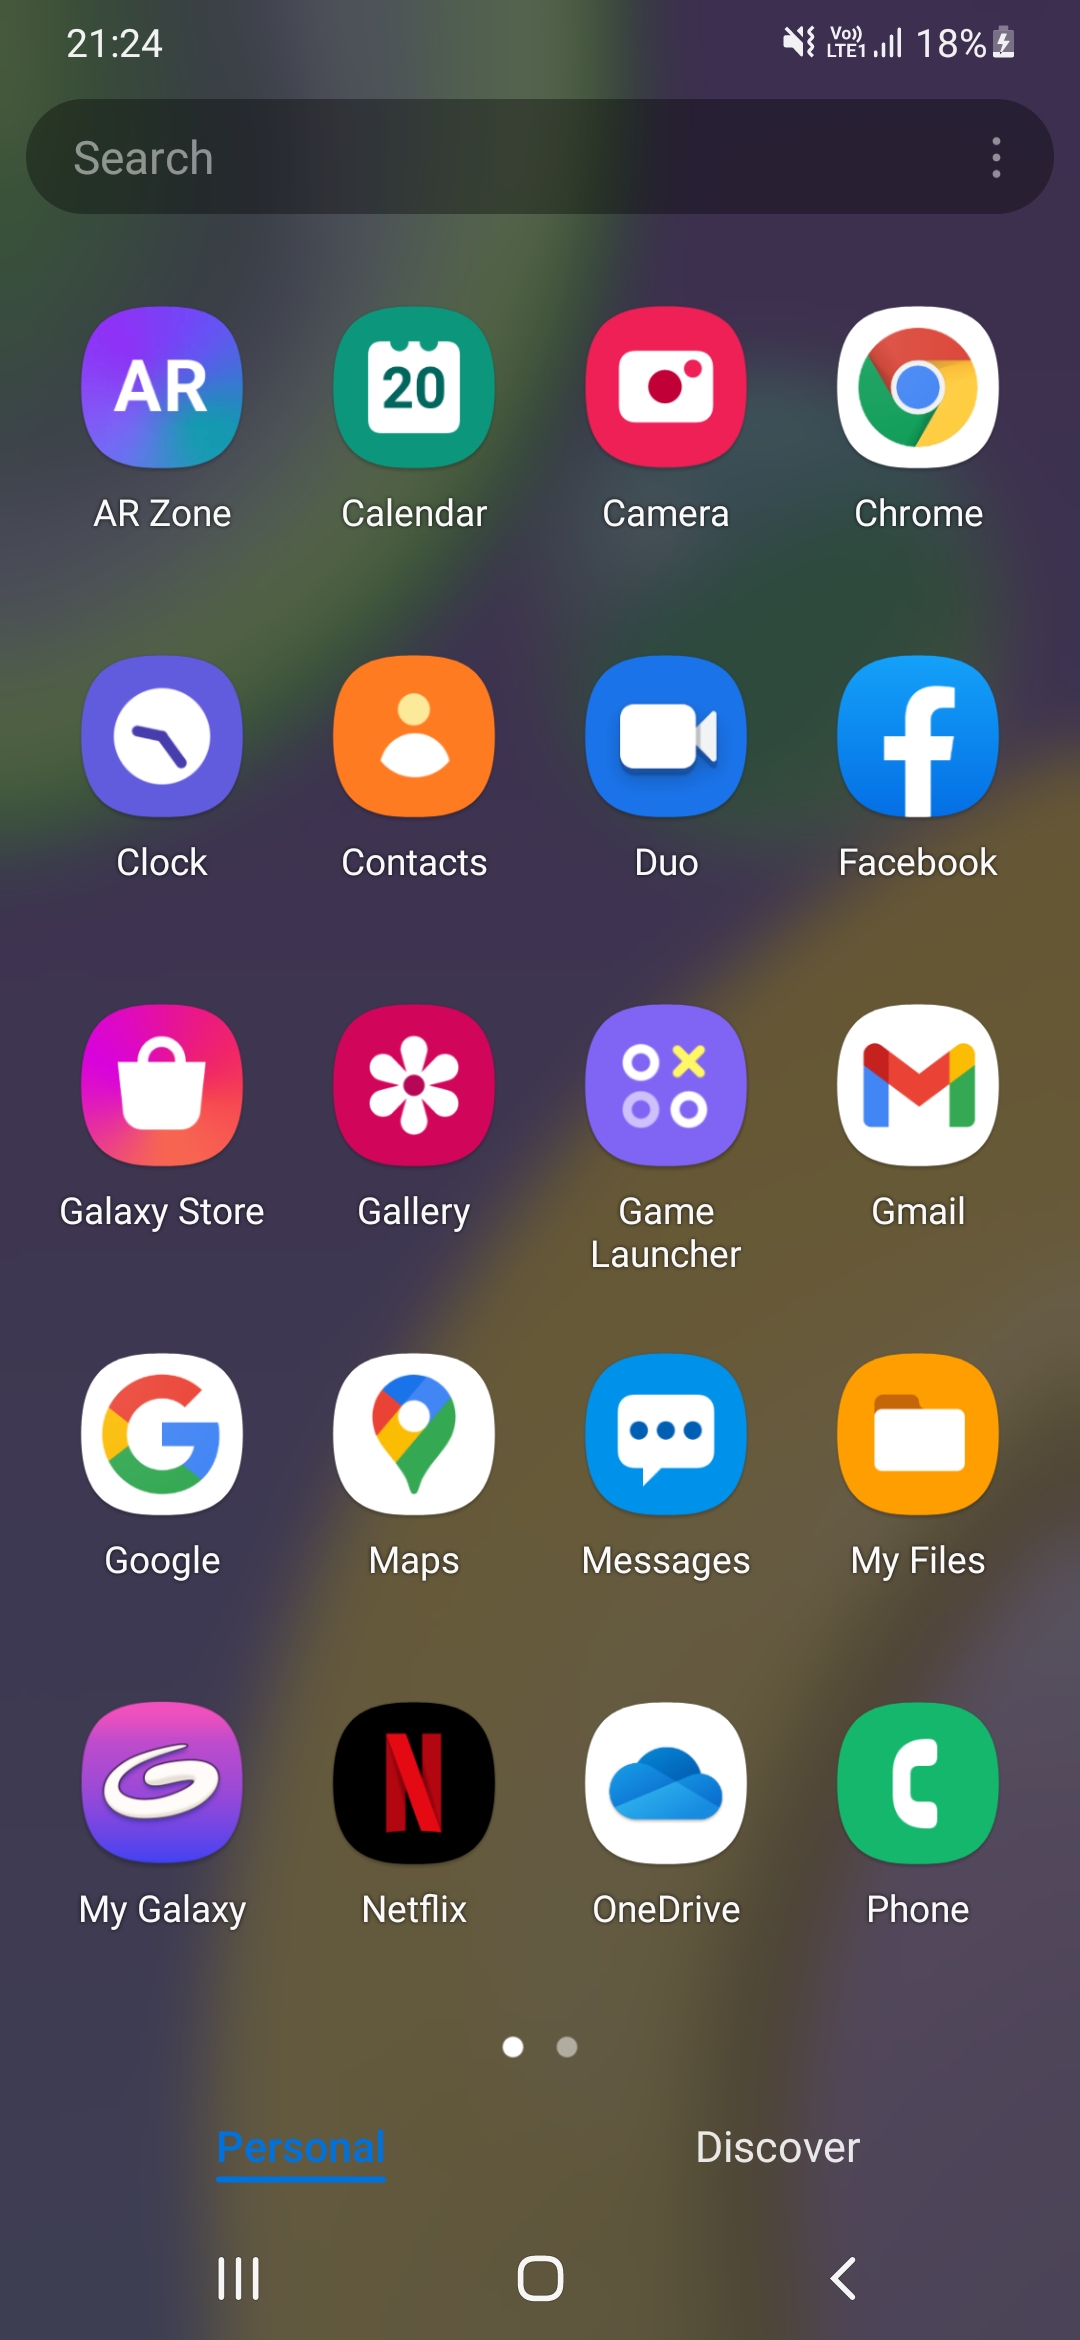 21:24 Vo)) LTE1 18%
Search
AR 20
AR Zone Calendar Camera Chrome
Clock Contacts Duo Facebook
Galaxy Store Gallery Game Launcher Gmail
Google Maps Messages My Files
My Galaxy Netflix OneDrive Phone
Personal Discover